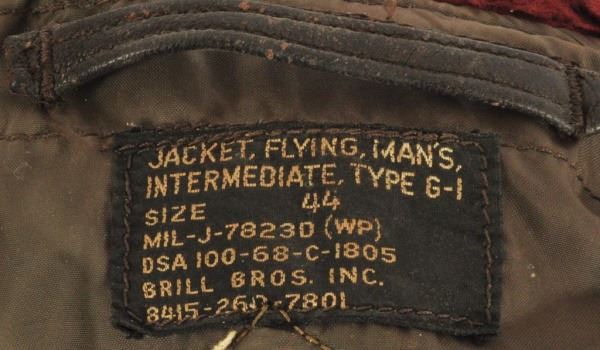 JACKET, FLYING, MAN'S,
INTERMEDIATE, TYPE G-1
SIZE 44
MIL-J-7823D (WP)
DSA 100-68-C-1805
BRILL BROS. INC.
8415-260-7801